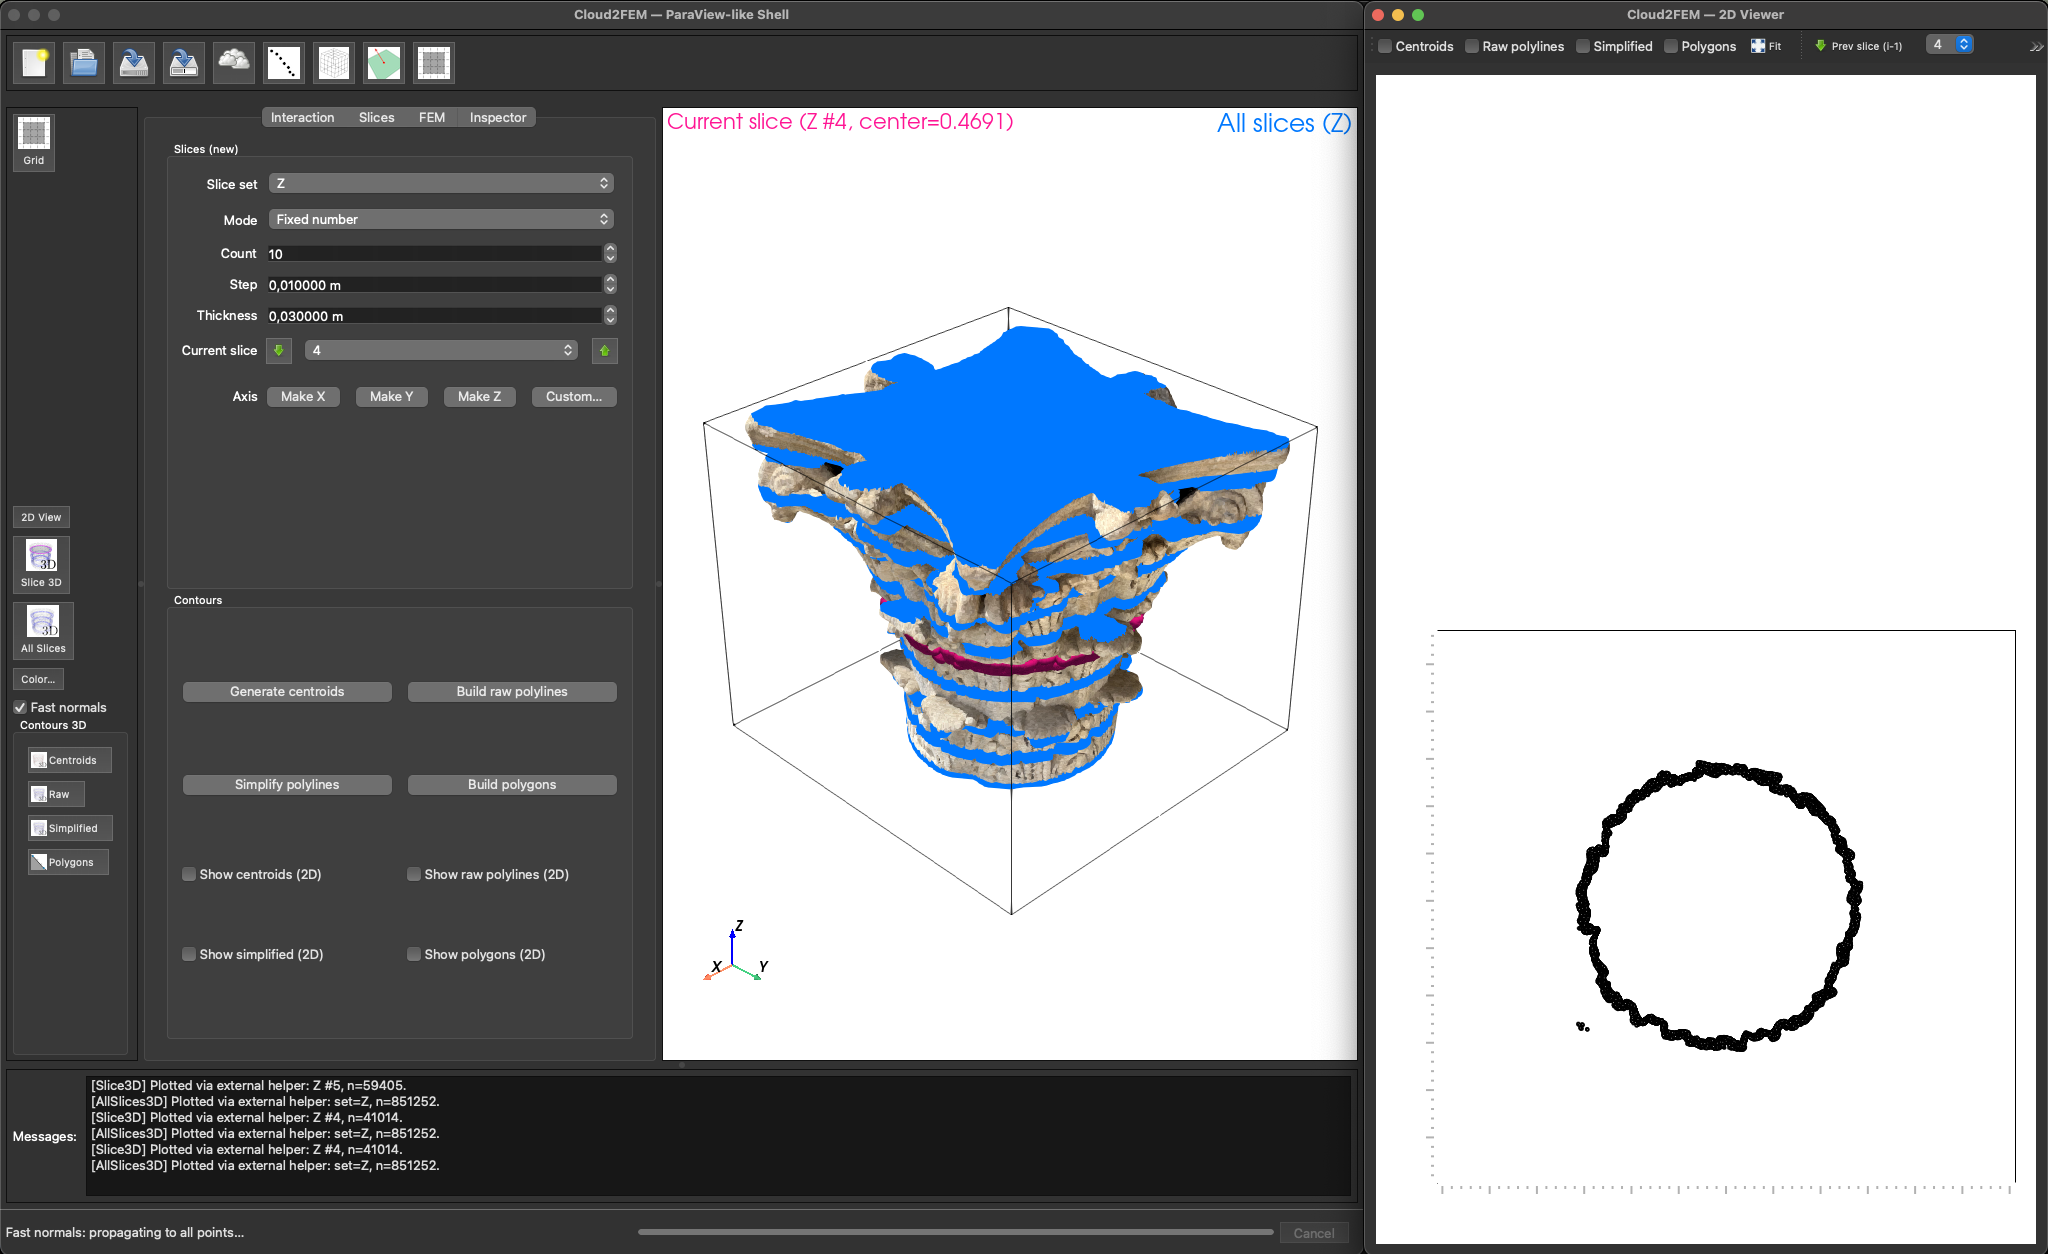 Cloud2FEM — ParaView-like Shell
Grid
2D View
3D
Slice 3D
3D
All Slices
Color...
Fast normals
Contours 3D
Centroids
Raw
Simplified
Polygons
Interaction Slices FEM Inspector
Slices (new)
Slice set Z
Mode Fixed number
Count 10
Step 0,010000 m
Thickness 0,030000 m
Current slice 4
Axis Make X Make Y Make Z Custom...
Contours
Generate centroids Build raw polylines
Simplify polylines Build polygons
Show centroids (2D) Show raw polylines (2D)
Show simplified (2D) Show polygons (2D)
Current slice (Z #4, center=0.4691) All slices (Z)
Z
X Y
Messages:
[Slice3D] Plotted via external helper: Z #5, n=59405.
[AllSlices3D] Plotted via external helper: set=Z, n=851252.
[Slice3D] Plotted via external helper: Z #4, n=41014.
[AllSlices3D] Plotted via external helper: set=Z, n=851252.
[Slice3D] Plotted via external helper: Z #4, n=41014.
[AllSlices3D] Plotted via external helper: set=Z, n=851252.
Fast normals: propagating to all points... Cancel
Cloud2FEM — 2D Viewer
Centroids Raw polylines Simplified Polygons Fit Prev slice (i-1) 4